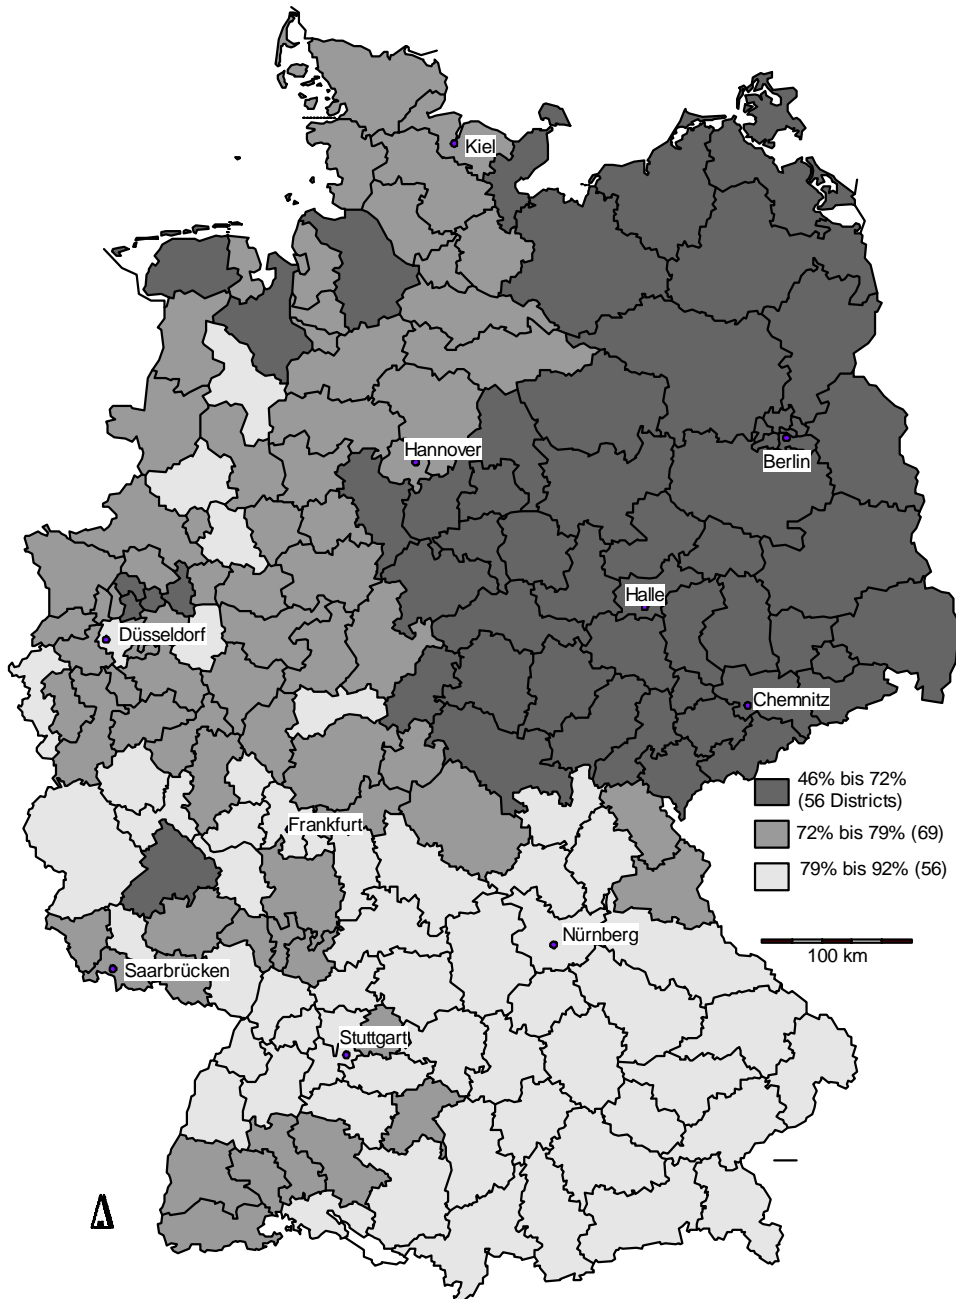 Kiel
Hannover
Berlin
Halle
Düsseldorf
Chemnitz
46% bis 72%
(56 Districts)
72% bis 79% (69)
79% bis 92% (56)
Frankfurt
Nürnberg
100 km
Saarbrücken
Stuttgart